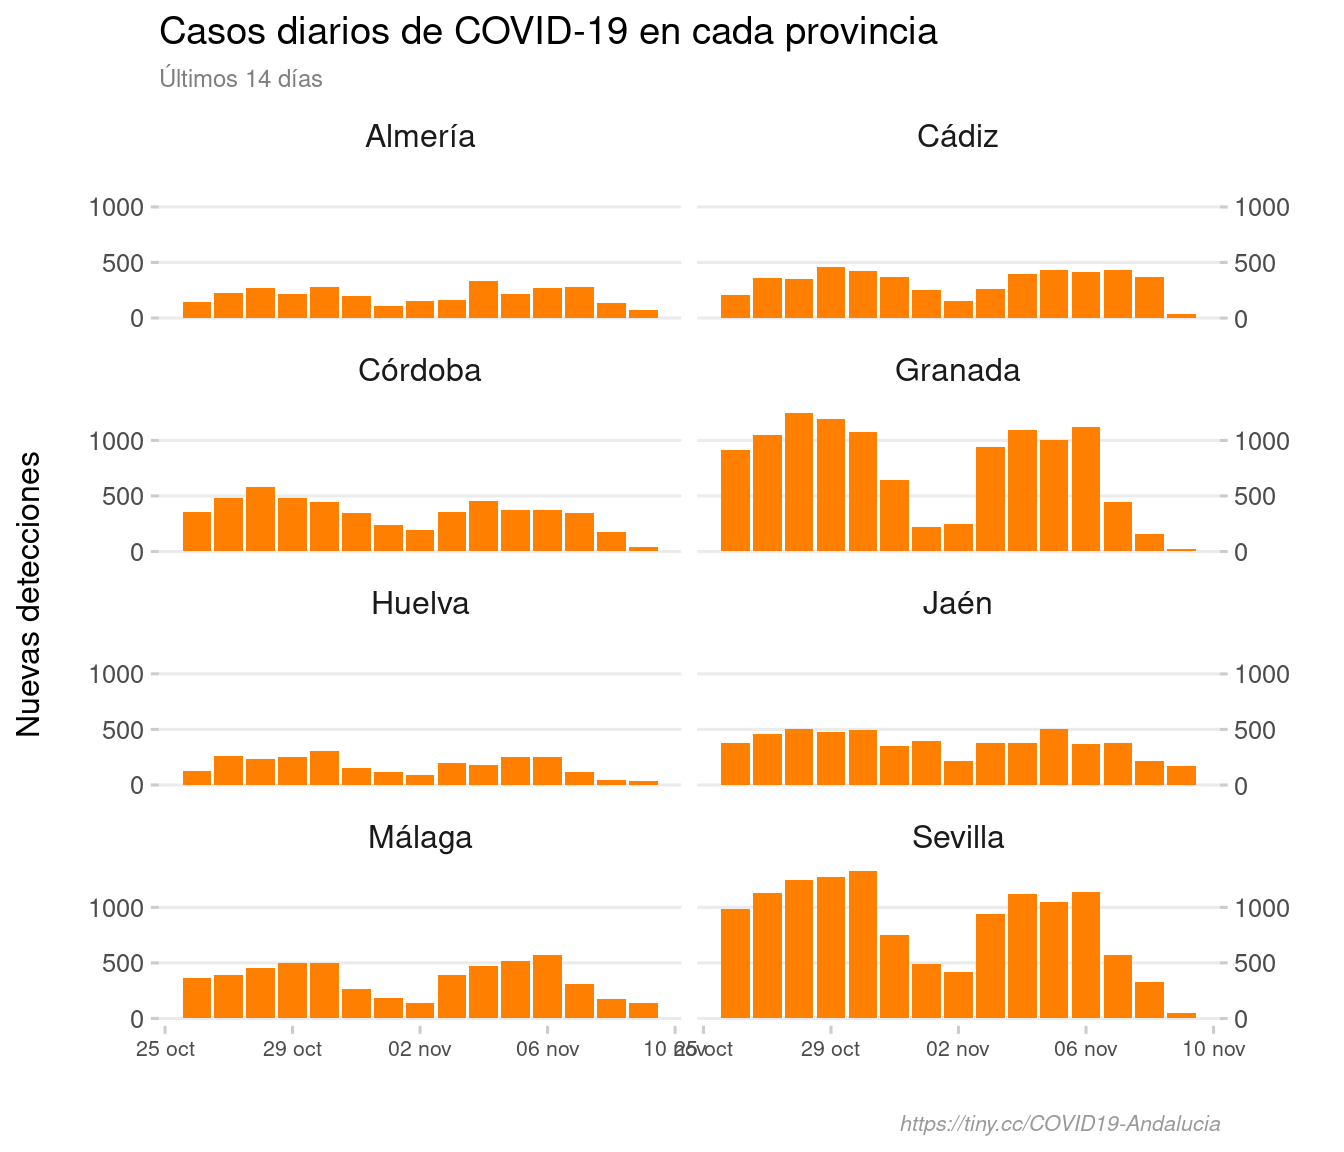 Casos diarios de COVID-19 en cada provincia
Últimos 14 días
Nuevas detecciones
Almería
Cádiz
1000
500
0
1000
500
0
Córdoba
Granada
1000
500
0
1000
500
0
Huelva
Jaén
1000
500
0
1000
500
0
Málaga
Sevilla
1000
500
0
1000
500
0
25 oct 29 oct 02 nov 06 nov 10 nov
25 oct 29 oct 02 nov 06 nov 10 nov
https://tiny.cc/COVID19-Andalucia